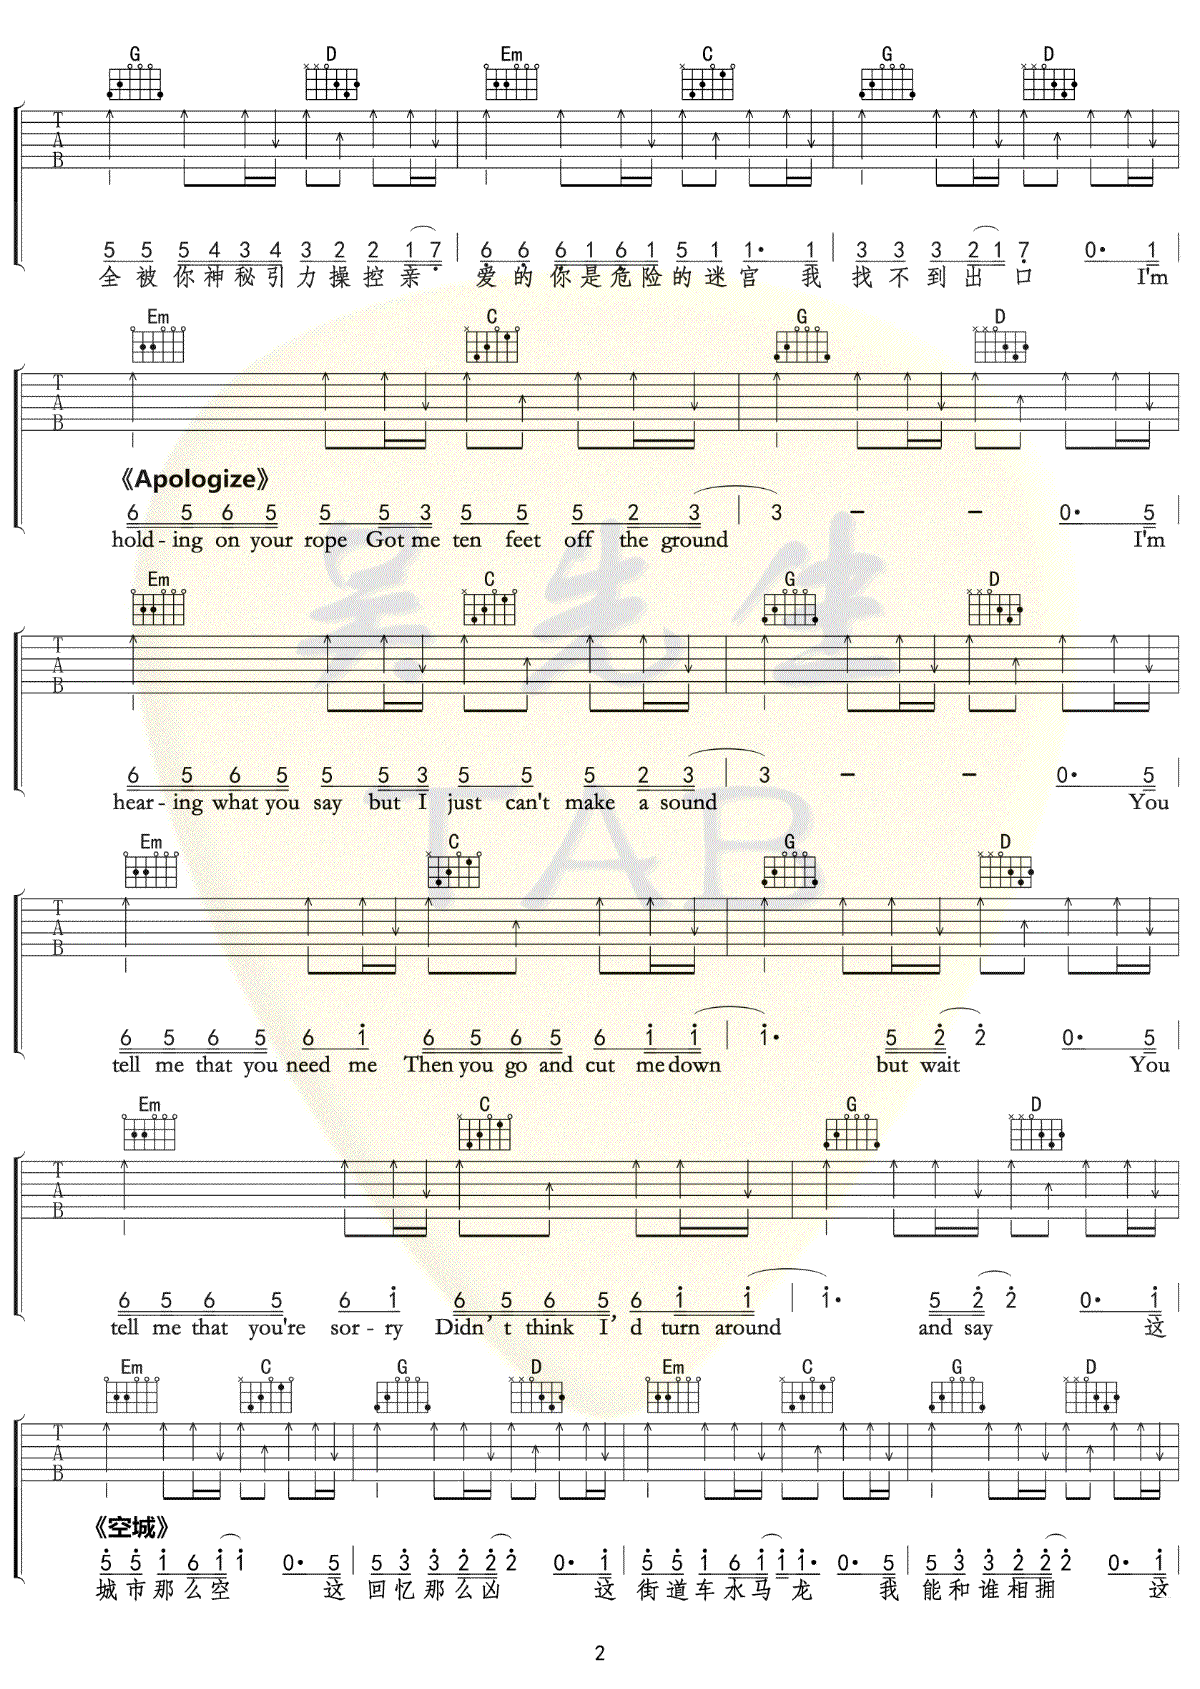 G D Em C G D
T A B
5 5 5 4 3 4 3 2 2 1 7 6 6 6 1 6 1 5 1 1· 1 3 3 3 2 1 7 0· 1
全被你神秘引力操控亲 爱的你是危险的迷宫 我 找不到出口 I'm
Em C G D
T A B
《Apologize》
6 5 6 5 5 5 3 5 5 5 2 3 3 – – 0· 5
hold-ing on your rope Got me ten feet off the ground I'm
Em C G D
吴先生
T A B
6 5 6 5 5 5 3 5 5 5 2 3 3 – – 0· 5
hear-ing what you say but I just can't make a sound You
TAB
Em C G D
T A B
6 5 6 5 6 1 6 5 6 5 6 1 1 1· 5 2 2 0· 5
tell me that you need me Then you go and cut me down but wait You
Em C G D
T A B
6 5 6 5 6 1 6 5 6 5 6 1 1 1· 5 2 2 0· 1
tell me that you're sor-ry Didn't think I'd turn around and say 这
Em C G D Em C G D
T A B
《空城》
5 5 1 6 1 1 0· 5 5 3 3 2 2 2 0· 1 5 5 1 6 1 1· 0· 5 5 3 3 2 2 2 0· 1
城市那么空 这 回忆那么凶 这 街道车水马龙 我 能和谁相拥 这
2